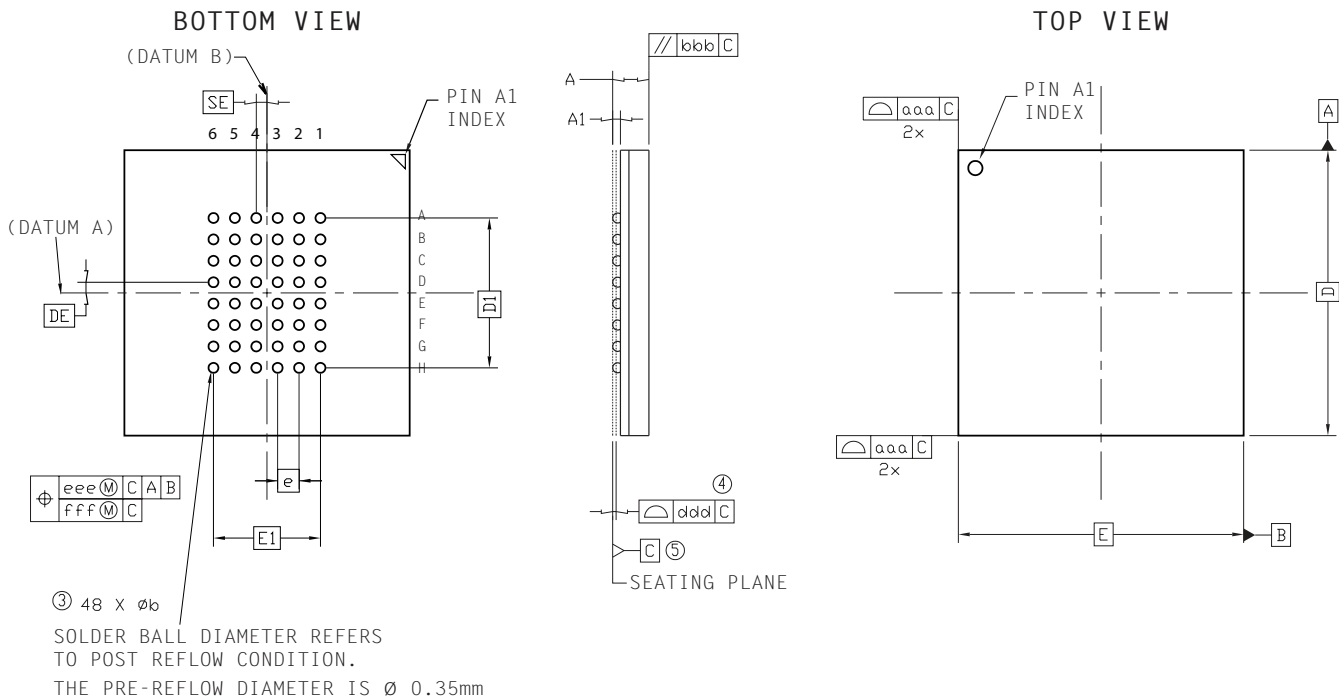 BOTTOM VIEW
(DATUM B)
SE
PIN A1
INDEX
6 5 4 3 2 1
(DATUM A)
DE
A
B
C
D
E
F
G
H
D1
eee Ⓜ C A B
fff Ⓜ C
e
E1
③ 48 X Øb
SOLDER BALL DIAMETER REFERS
TO POST REFLOW CONDITION.
THE PRE-REFLOW DIAMETER IS Ø 0.35mm
// bbb C
A
A1
④
ddd C
C ⑤
SEATING PLANE
TOP VIEW
PIN A1
INDEX
aaa C
2x
A
D
aaa C
2x
E
B